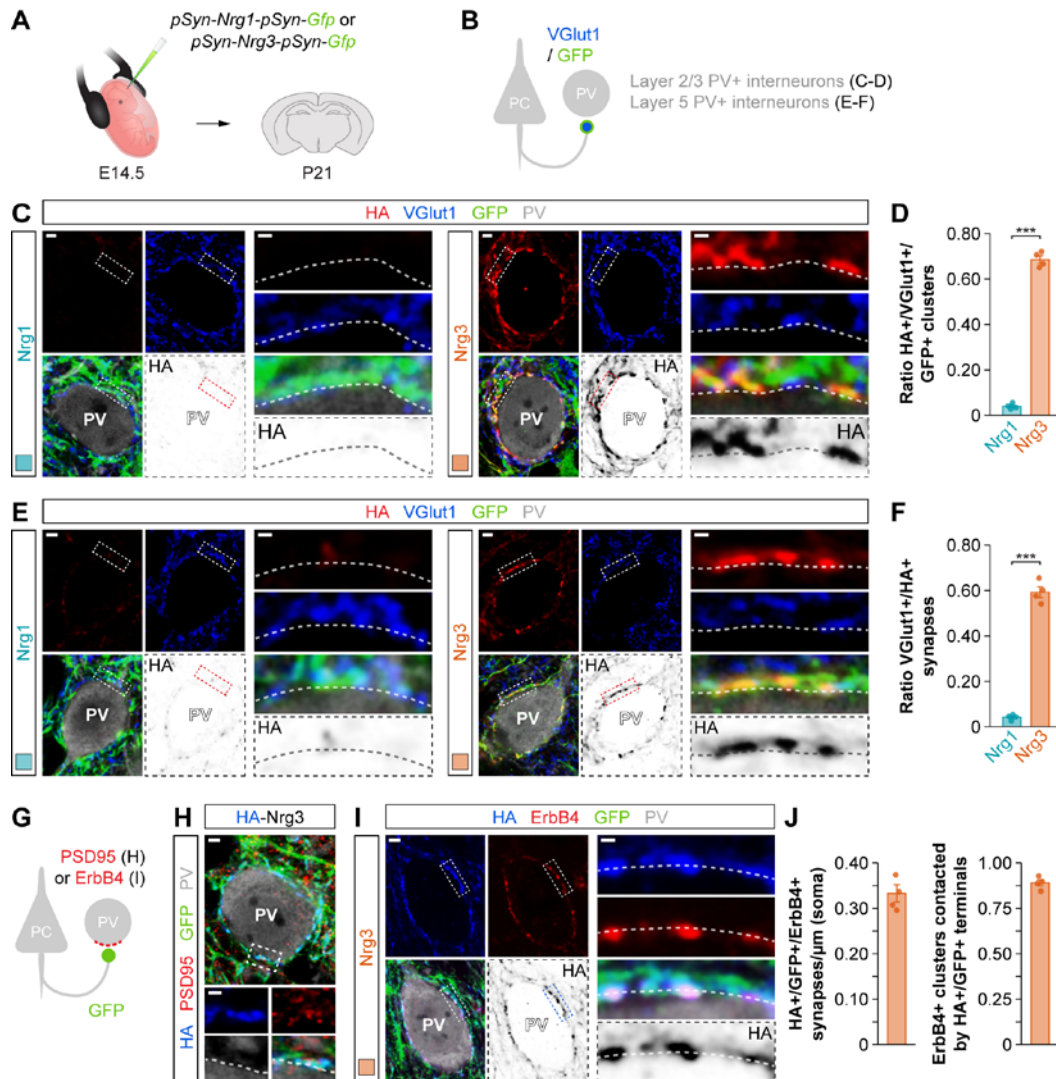 A
pSyn-Nrg1-pSyn-Gfp or
pSyn-Nrg3-pSyn-Gfp
E14.5
P21
B
VGlut1
/ GFP
PC
PV
Layer 2/3 PV+ interneurons (C-D)
Layer 5 PV+ interneurons (E-F)
C
HA VGlut1 GFP PV
Nrg1
PV
HA
PV
HA
Nrg3
PV
HA
PV
HA
D
Ratio HA+/VGlut1+/
GFP+ clusters
0.80
0.60
0.40
0.20
0
***
Nrg1
Nrg3
E
HA VGlut1 GFP PV
Nrg1
PV
HA
PV
HA
Nrg3
PV
HA
PV
HA
F
Ratio VGlut1+/HA+
synapses
0.80
0.60
0.40
0.20
0
***
Nrg1
Nrg3
G
PSD95 (H)
or ErbB4 (I)
PC
PV
GFP
H
HA-Nrg3
HA PSD95 GFP PV
PV
I
HA ErbB4 GFP PV
Nrg3
PV
HA
PV
HA
J
HA+/GFP+/ErbB4+
synapses/µm (soma)
0.40
0.30
0.20
0.10
0
ErbB4+ clusters contacted
by HA+/GFP+ terminals
1.00
0.75
0.50
0.25
0